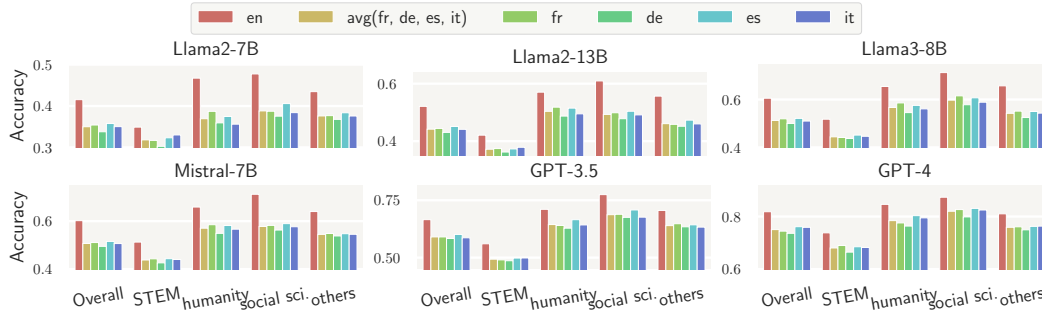 en avg(fr, de, es, it) fr de es it
Llama2-7B Llama2-13B Llama3-8B
Accuracy
0.5
0.4
0.3
0.6
0.4
0.6
0.4
Mistral-7B GPT-3.5 GPT-4
Accuracy
0.6
0.4
0.75
0.50
0.8
0.6
Overall STEM humanity social sci. others
Overall STEM humanity social sci. others
Overall STEM humanity social sci. others